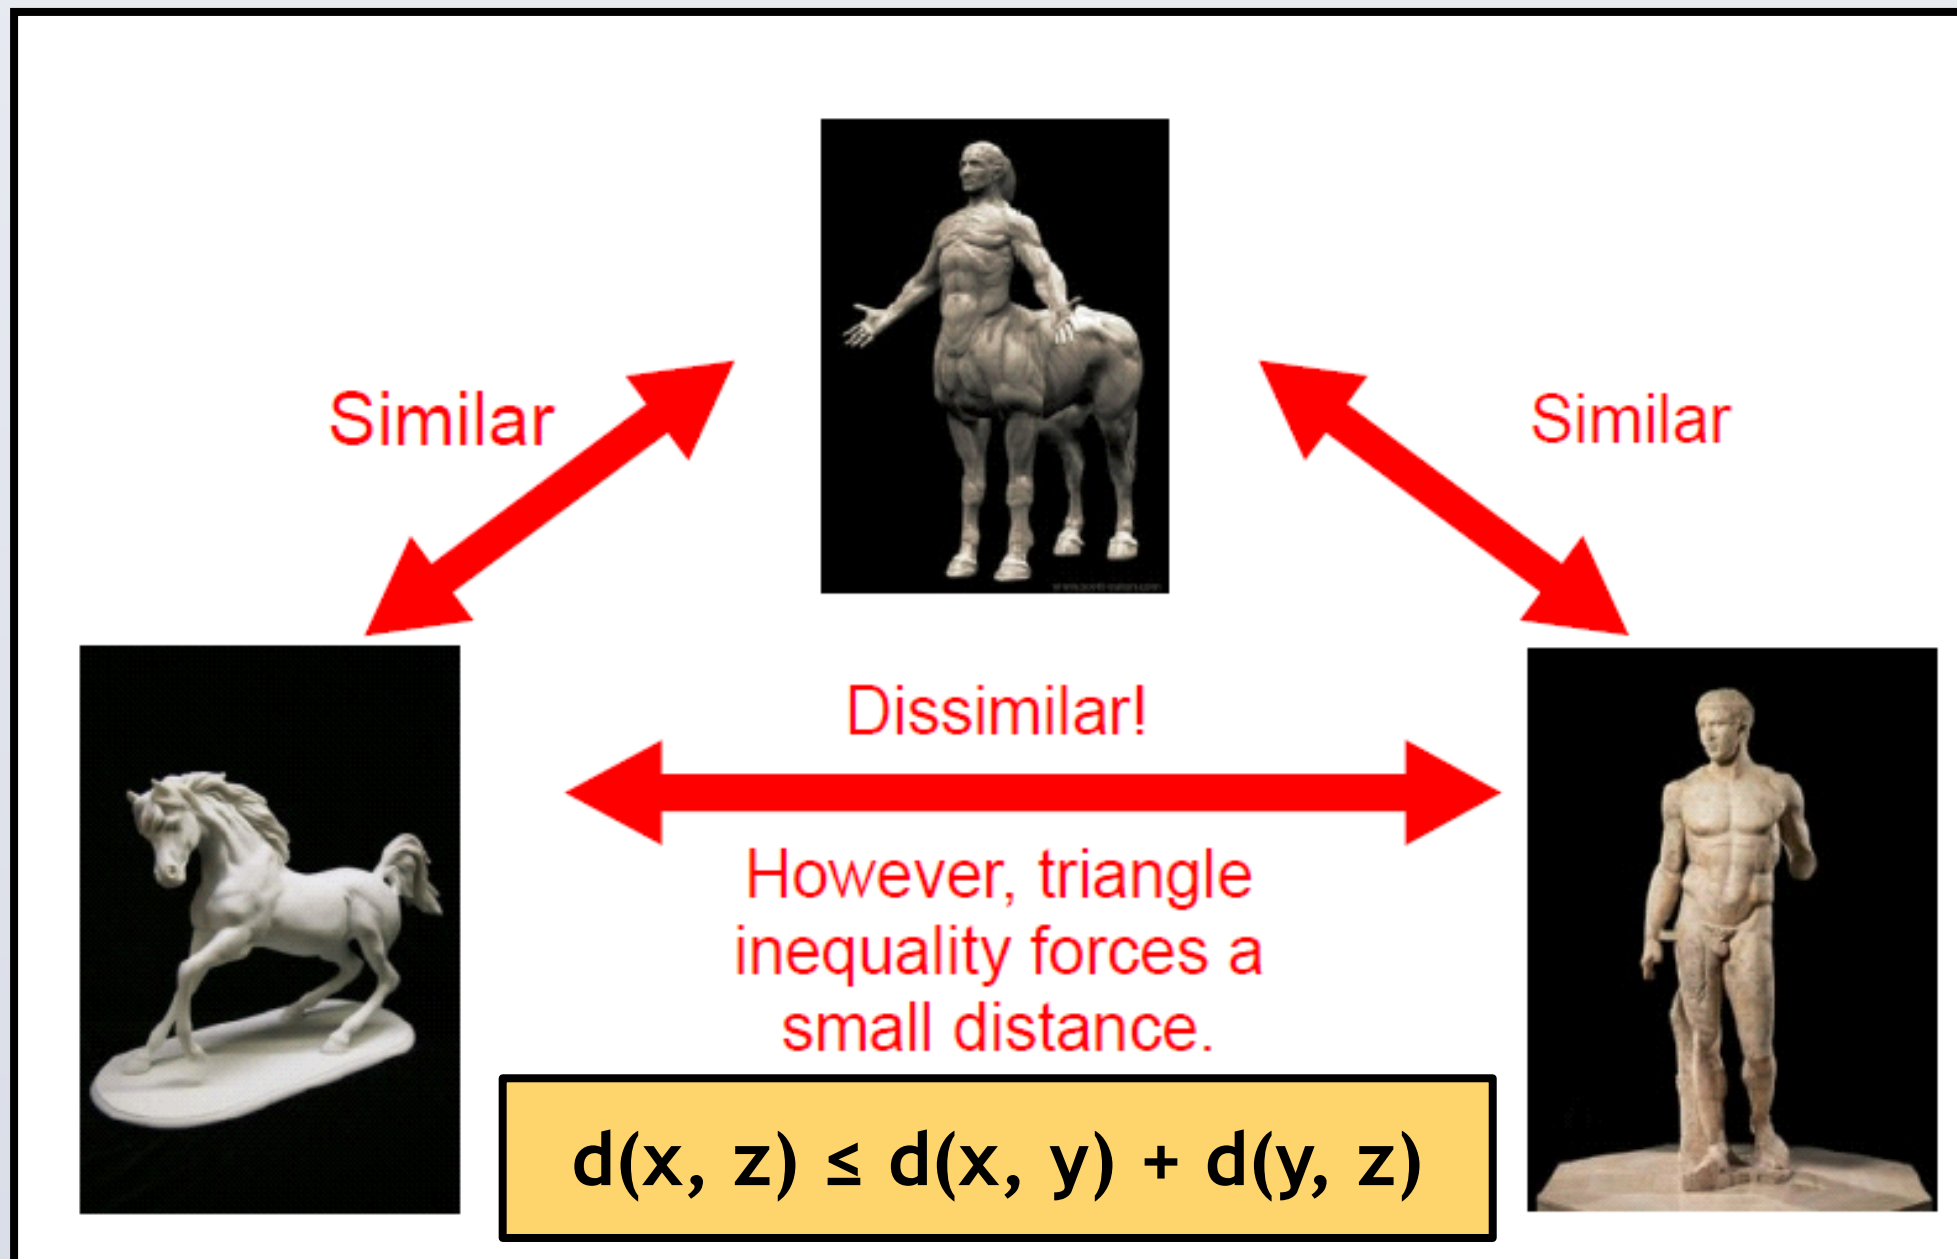 Similar
Similar
Dissimilar!
However, triangle
inequality forces a
small distance.
d(x, z) ≤ d(x, y) + d(y, z)